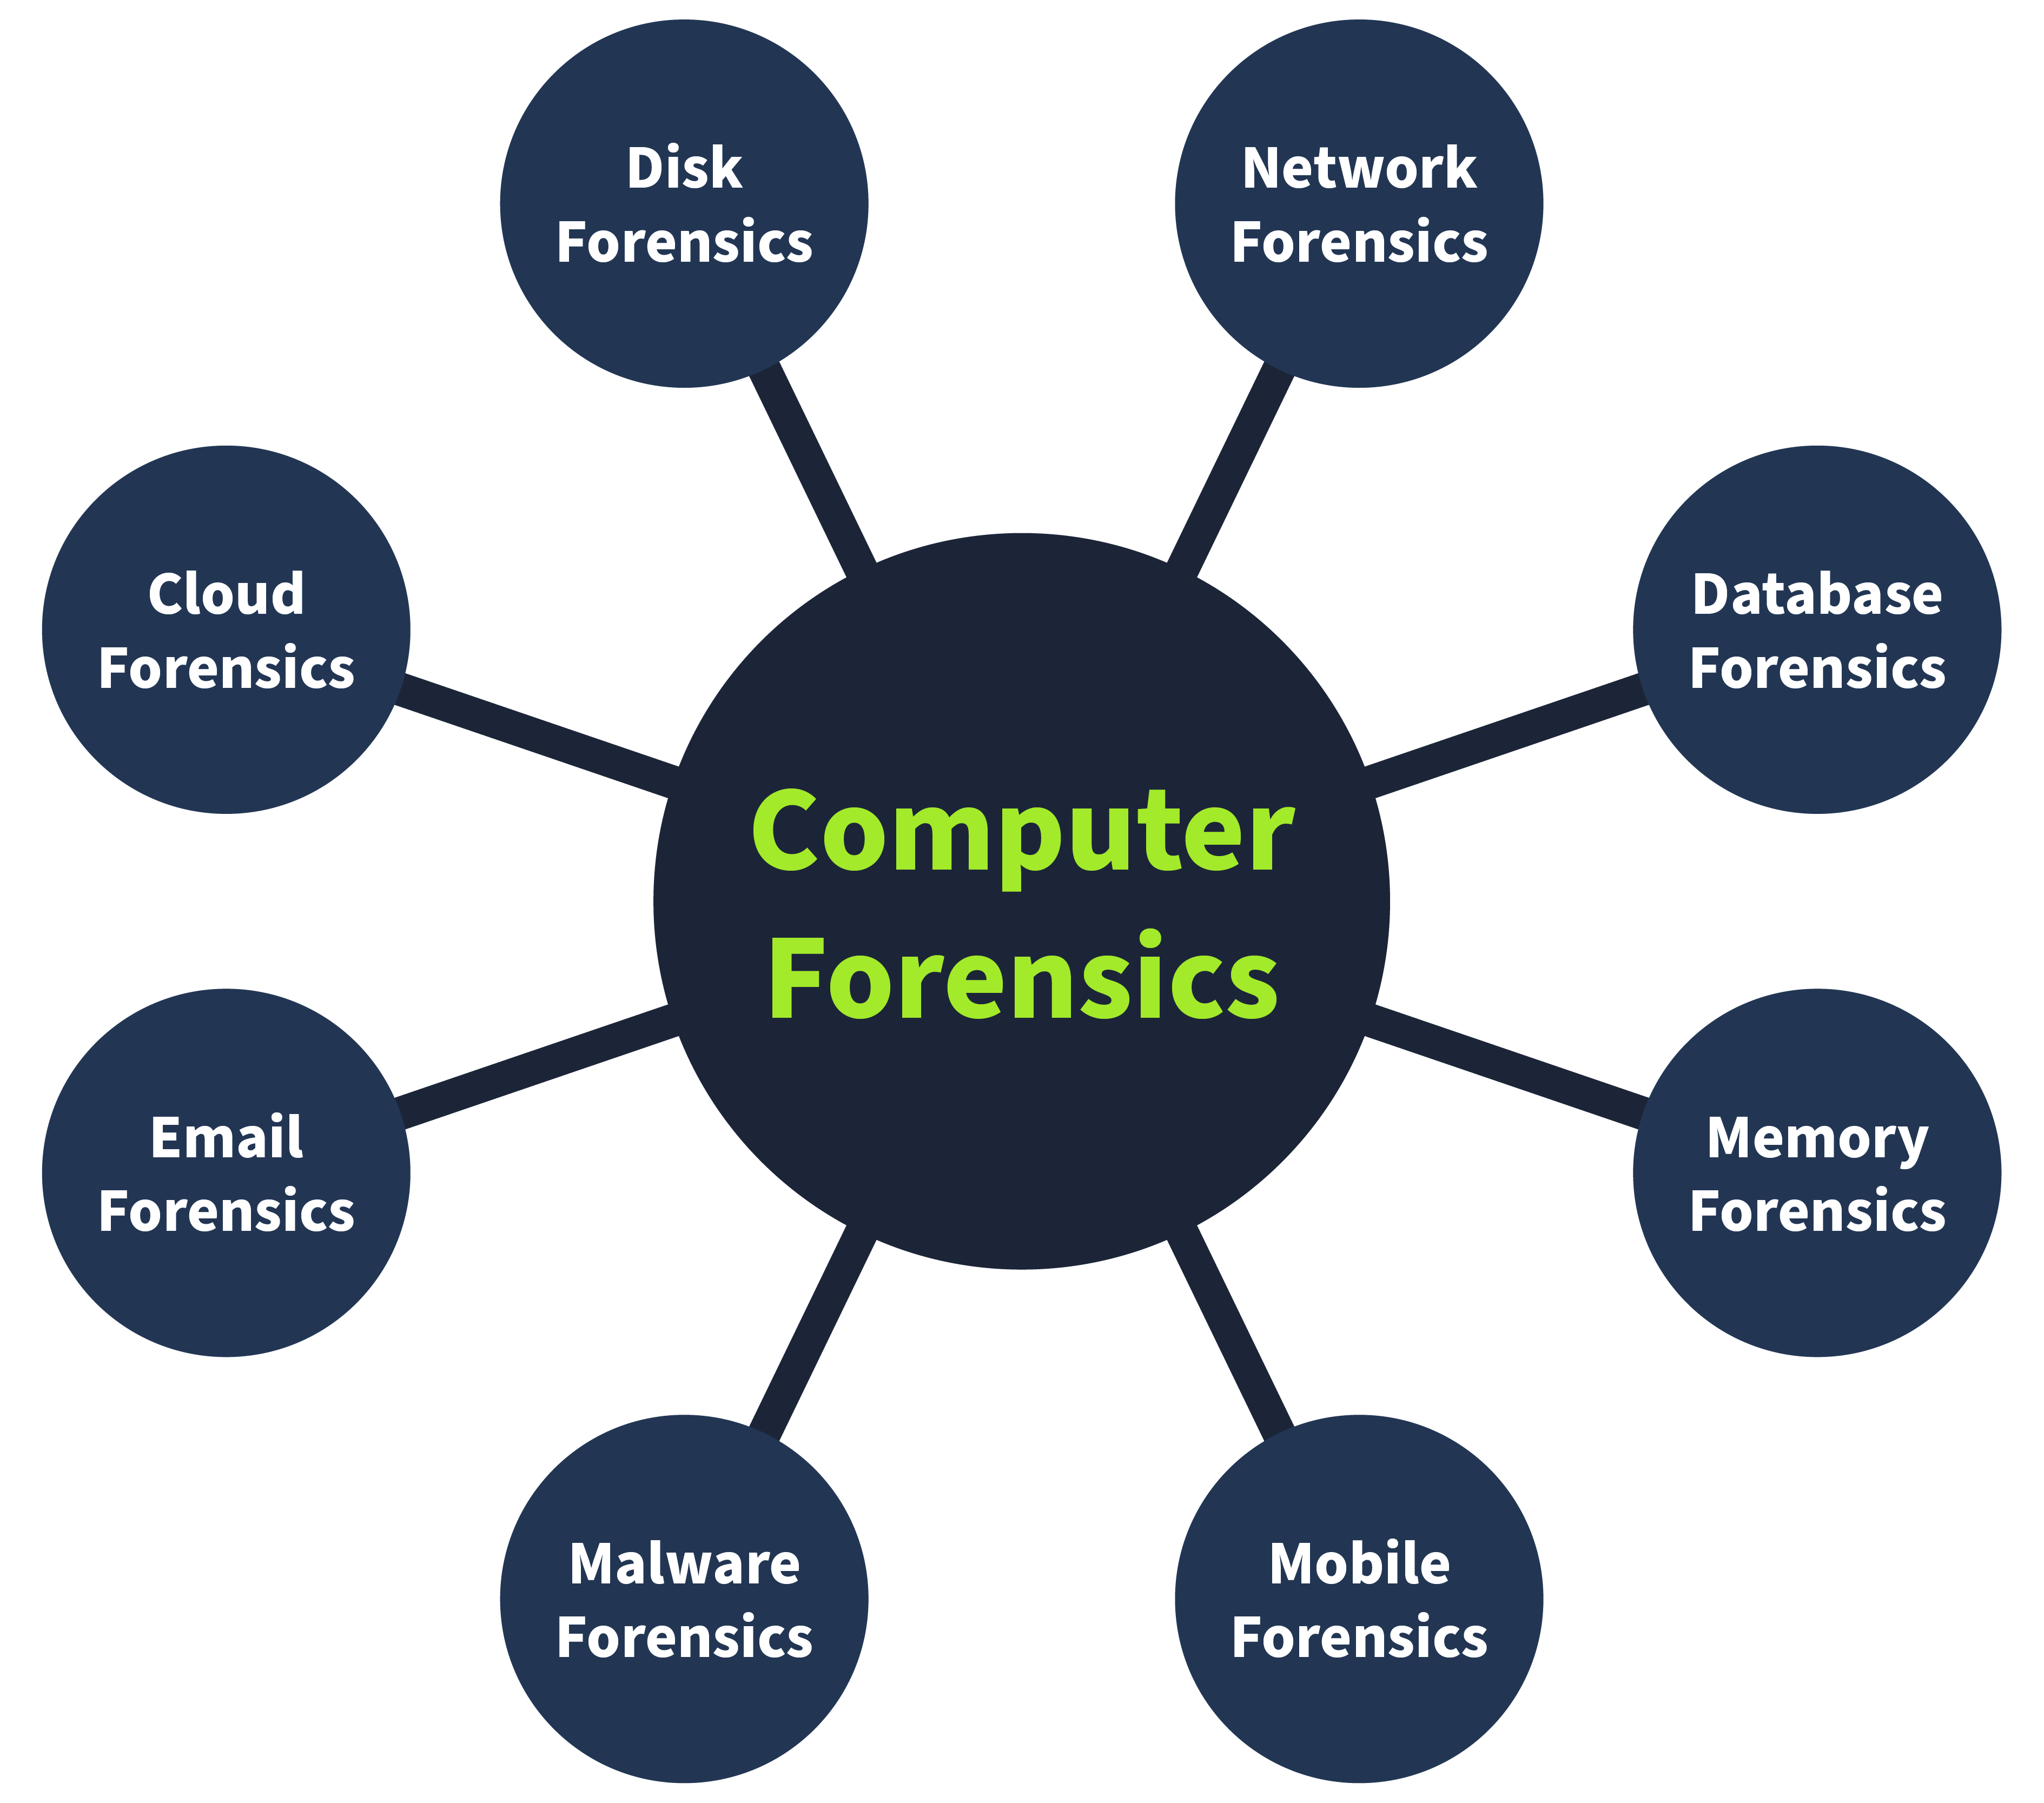 Disk
Forensics
Network
Forensics
Cloud
Forensics
Database
Forensics
Computer
Forensics
Email
Forensics
Memory
Forensics
Malware
Forensics
Mobile
Forensics